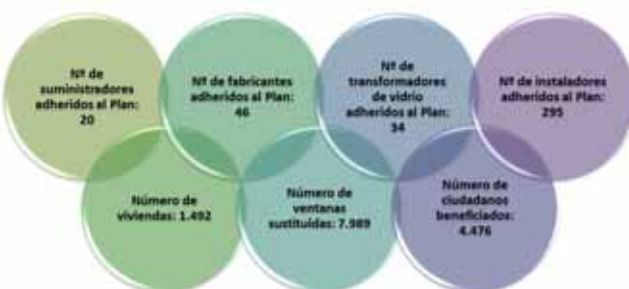 Nº de
suministradores
adheridos al Plan:
20
Nº de fabricantes
adheridos al Plan:
46
Nº de
transformadores
de vidrio
adheridos al Plan:
34
Nº de instaladores
adheridos al Plan:
295
Número de
viviendas: 1.492
Número de
ventanas
sustituídas: 7.989
Número de
ciudadanos
beneficiados:
4.476